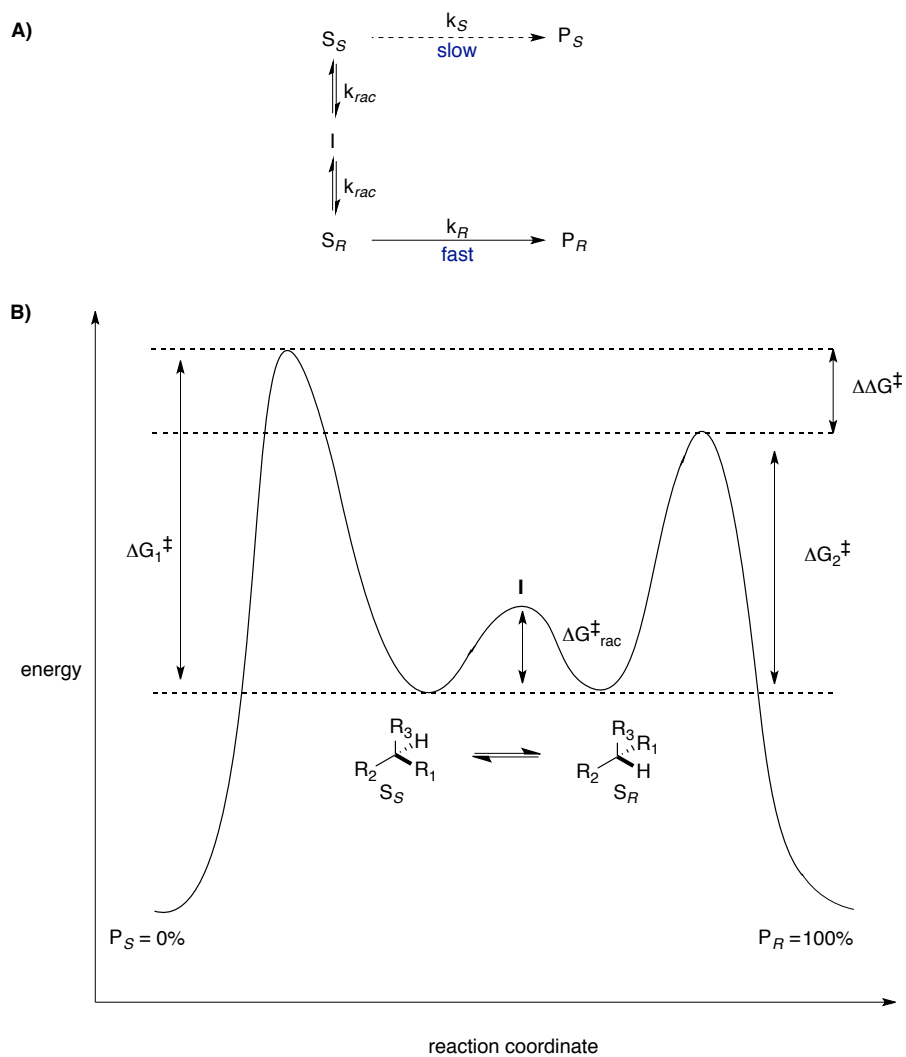 A)
S_S k_S slow P_S
k_rac
I
k_rac
S_R k_R fast P_R
B)
ΔΔG‡
ΔG₁‡
I
ΔG‡rac
ΔG₂‡
energy
R₃ H
R₂ R₁
S_S
R₃ R₁
R₂ H
S_R
P_S = 0%
P_R =100%
reaction coordinate